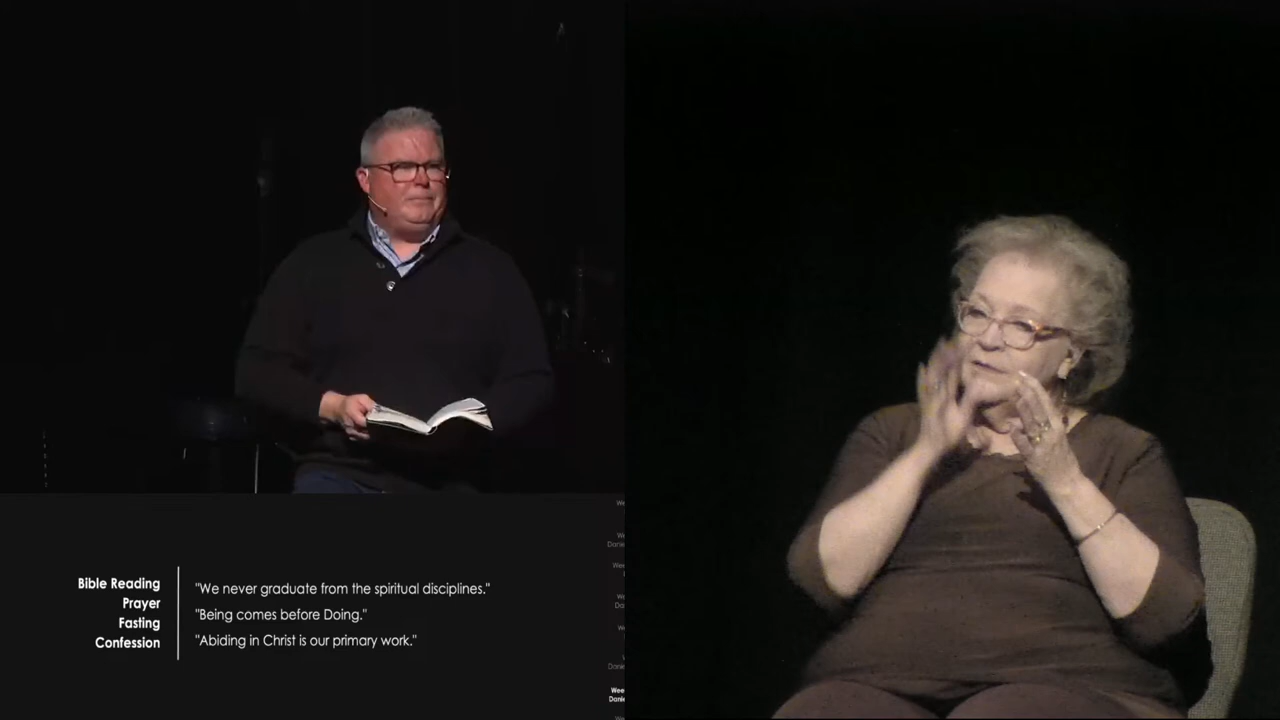 Bible Reading
Prayer
Fasting
Confession
"We never graduate from the spiritual disciplines."
"Being comes before Doing."
"Abiding in Christ is our primary work."